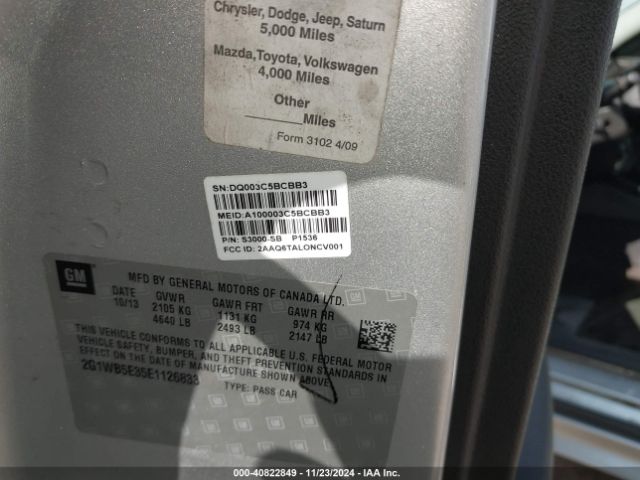 Chrysler, Dodge, Jeep, Saturn
5,000 Miles
Mazda,Toyota, Volkswagen
4,000 Miles
Other
______Miles
Form 3102 4/09
SN:DQ003C5BCBB3
MEID:A100003C5BCBB3
P/N: S3000-SB P1536
FCC ID: 2AAQ6TALONCV001
GM
MFD BY GENERAL MOTORS OF CANADA LTD.
DATE GVWR GAWR FRT GAWR RR
10/13 2105 KG 1131 KG 974 KG
4640 LB 2493 LB 2147 LB
THIS VEHICLE CONFORMS TO ALL APPLICABLE U.S. FEDERAL MOTOR
VEHICLE SAFETY, BUMPER, AND THEFT PREVENTION STANDARDS IN
EFFECT ON THE DATE OF MANUFACTURE SHOWN ABOVE.
2G1WB5E35E1126833 TYPE: PASS CAR
000-40822849 - 11/23/2024 - IAA Inc.